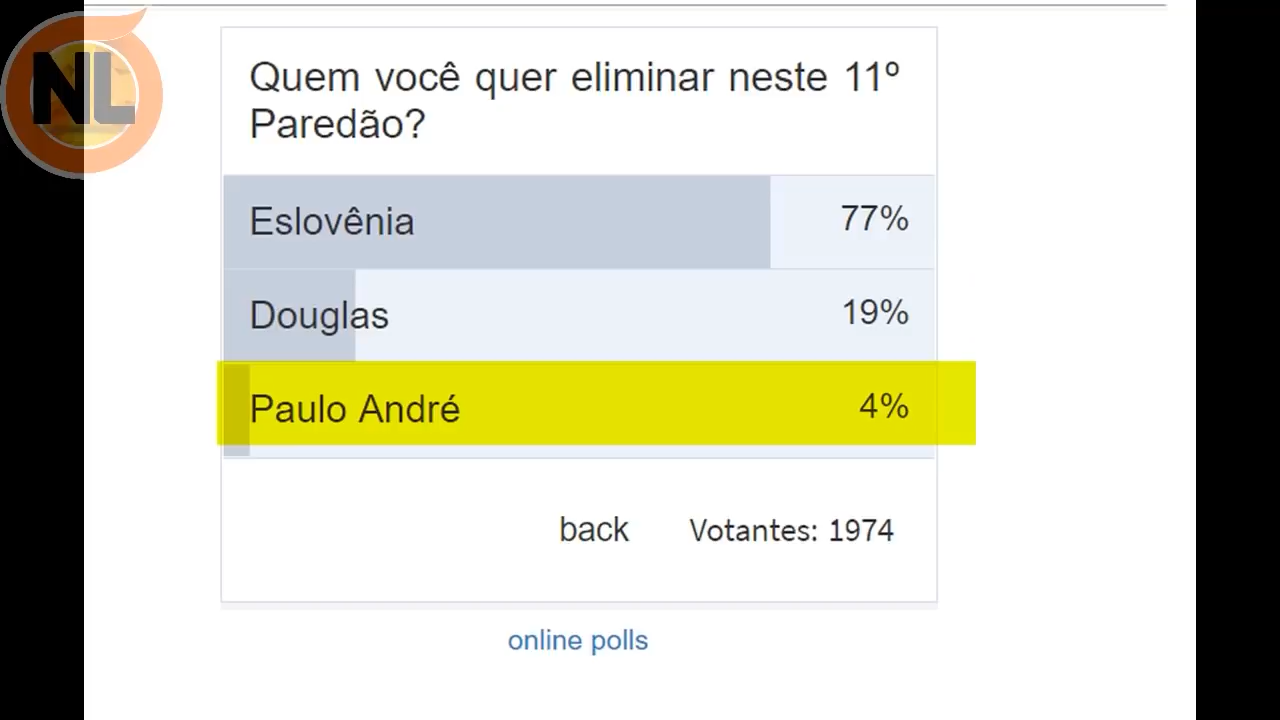 NL
Quem você quer eliminar neste 11º
Paredão?
Eslovênia 77%
Douglas 19%
Paulo André 4%
back Votantes: 1974
online polls